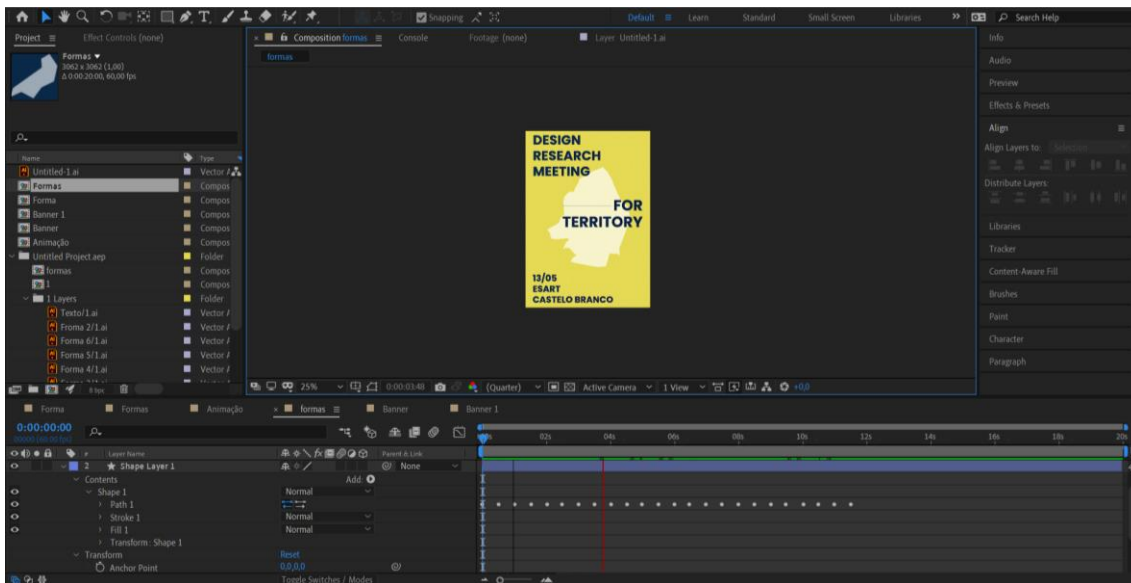 Snapping
Default
Learn
Standard
Small Screen
Libraries
Search Help
Project
Effect Controls (none)
Composition formas
Console
Footage (none)
Layer Untitled-1.ai
formas
Formas
3062 x 3062 (1,00)
Δ 0:00:20:00, 60,00 fps
Name
Type
Untitled-1.ai
Vector
Formas
Compos
Forma
Compos
Banner 1
Compos
Banner
Compos
Animação
Compos
Untitled Project.aep
Folder
formas
Compos
1
Compos
1 Layers
Folder
Texto/1.ai
Vector
Froma 2/1.ai
Vector
Forma 6/1.ai
Vector
Forma 5/1.ai
Vector
Forma 4/1.ai
Vector
8 bpc
DESIGN
RESEARCH
MEETING
FOR
TERRITORY
13/05
ESART
CASTELO BRANCO
25%
0:00:03:48
(Quarter)
Active Camera
1 View
+0,0
Info
Audio
Preview
Effects & Presets
Align
Align Layers to:
Selection
Distribute Layers:
Libraries
Tracker
Content-Aware Fill
Brushes
Paint
Character
Paragraph
Forma
Formas
Animação
formas
Banner
Banner 1
0:00:00:00
02s
04s
06s
08s
10s
12s
14s
16s
18s
20s
Layer Name
Parent & Link
2
Shape Layer 1
None
Contents
Add:
Shape 1
Normal
Path 1
Stroke 1
Normal
Fill 1
Normal
Transform: Shape 1
Transform
Reset
Anchor Point
0,0,0,0
Toggle Switches / Modes